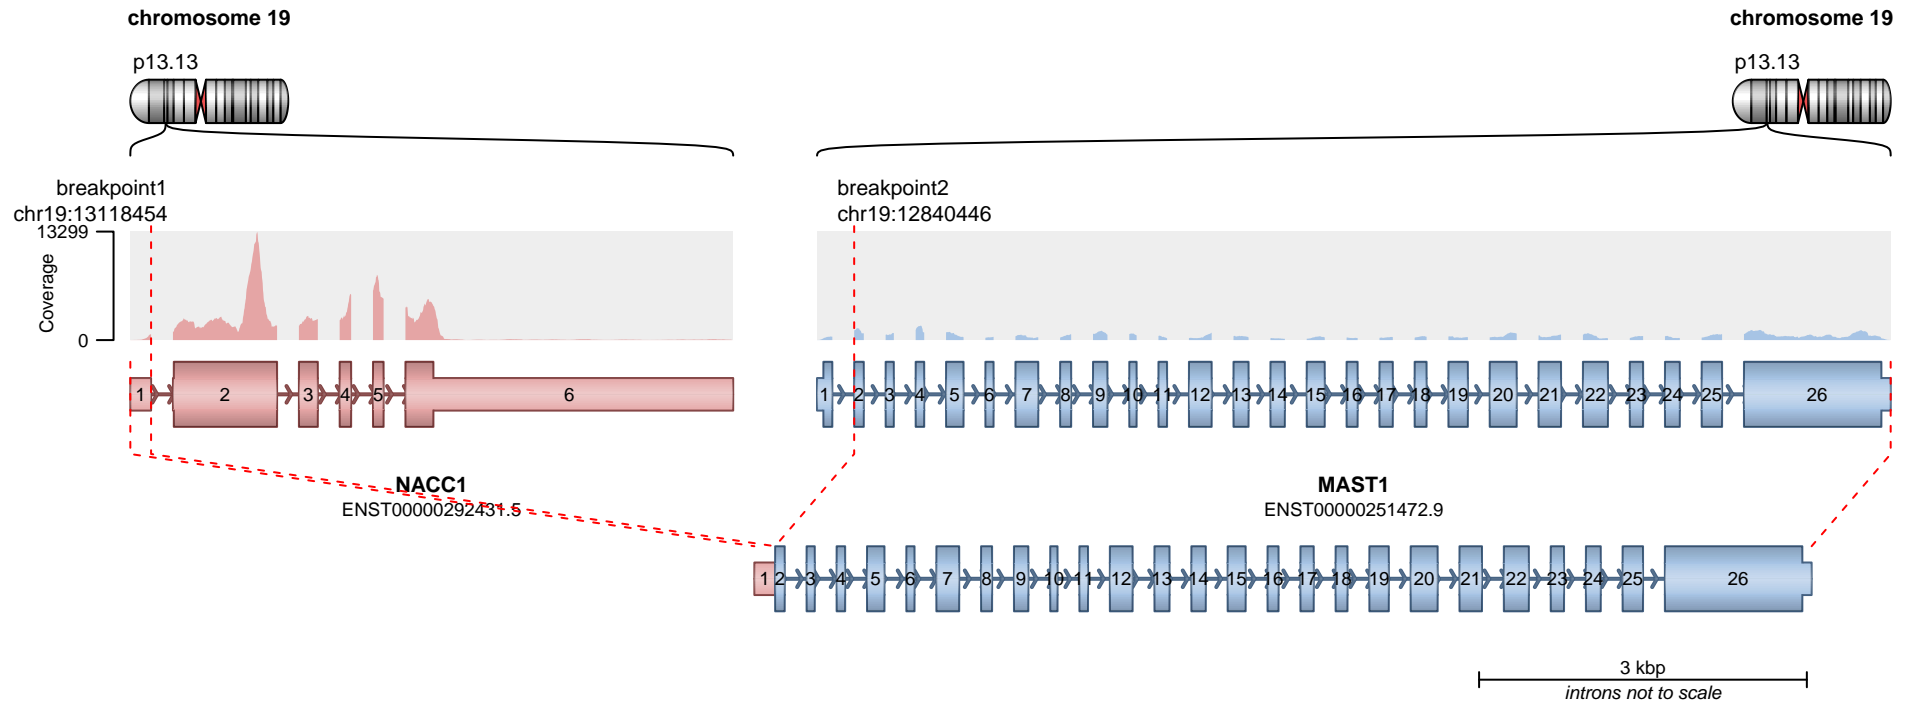 chromosome 19
chromosome 19
p13.13
p13.13
breakpoint1
chr19:13118454
breakpoint2
chr19:12840446
13299
Coverage
0
1 2 3 4 5 6
1 2 3 4 5 6 7 8 9 10 11 12 13 14 15 16 17 18 19 20 21 22 23 24 25 26
NACC1
ENST00000292431.5
MAST1
ENST00000251472.9
1 2 3 4 5 6 7 8 9 10 11 12 13 14 15 16 17 18 19 20 21 22 23 24 25 26
3 kbp
introns not to scale